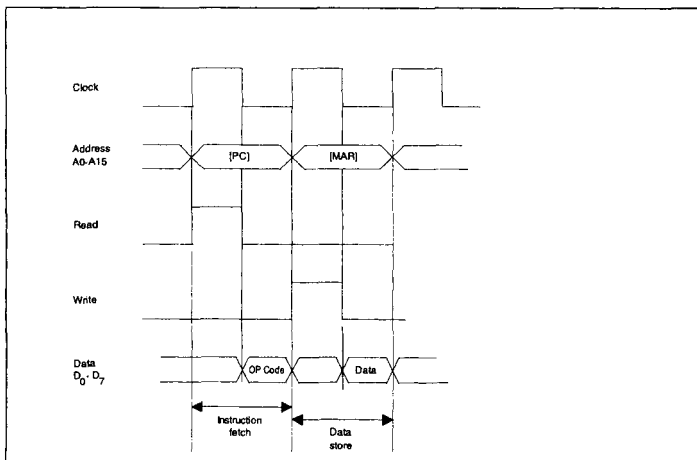 Clock
Address
A0-A15
[PC]
[MAR]
Read
Write
Data
D0 - D7
OP Code
Data
Instruction
fetch
Data
store